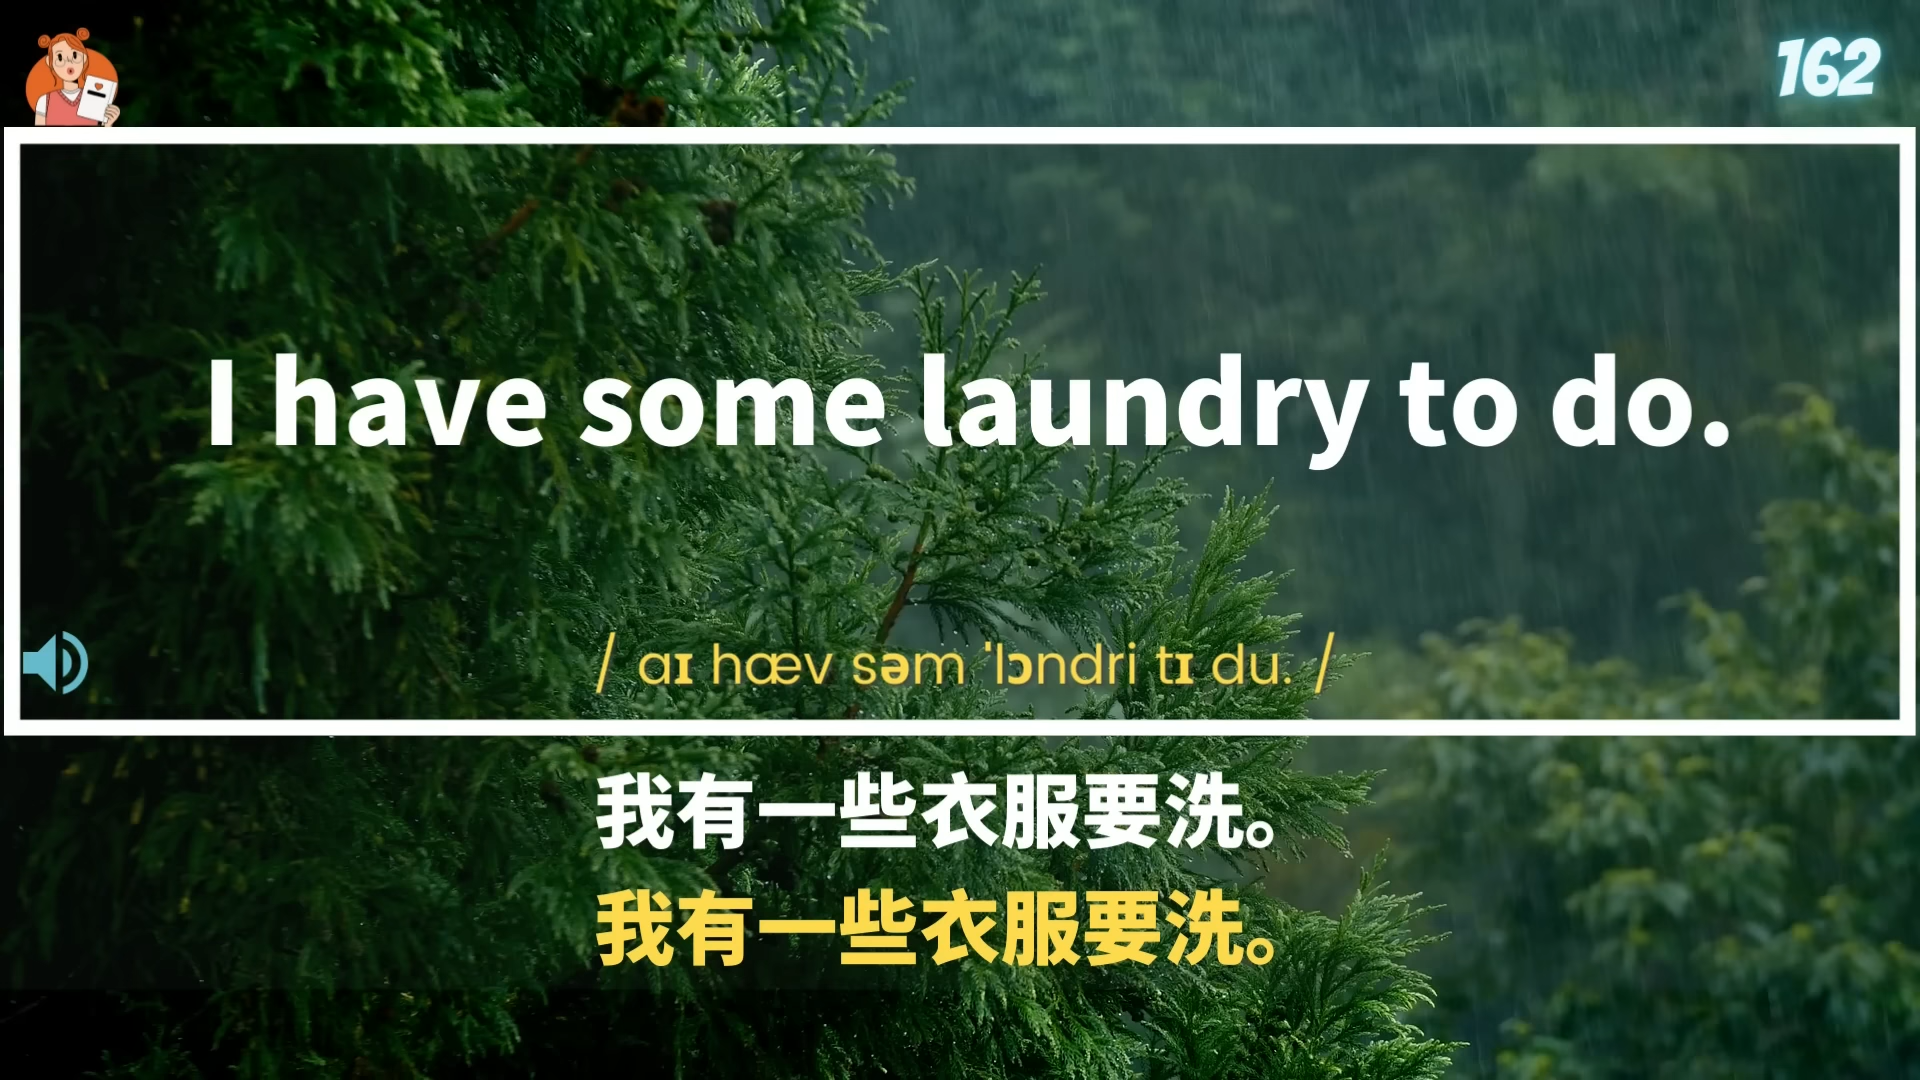 162
I have some laundry to do.
/ aɪ hæv səm ˈlɔndri tɪ du. /
我有一些衣服要洗。
我有一些衣服要洗。